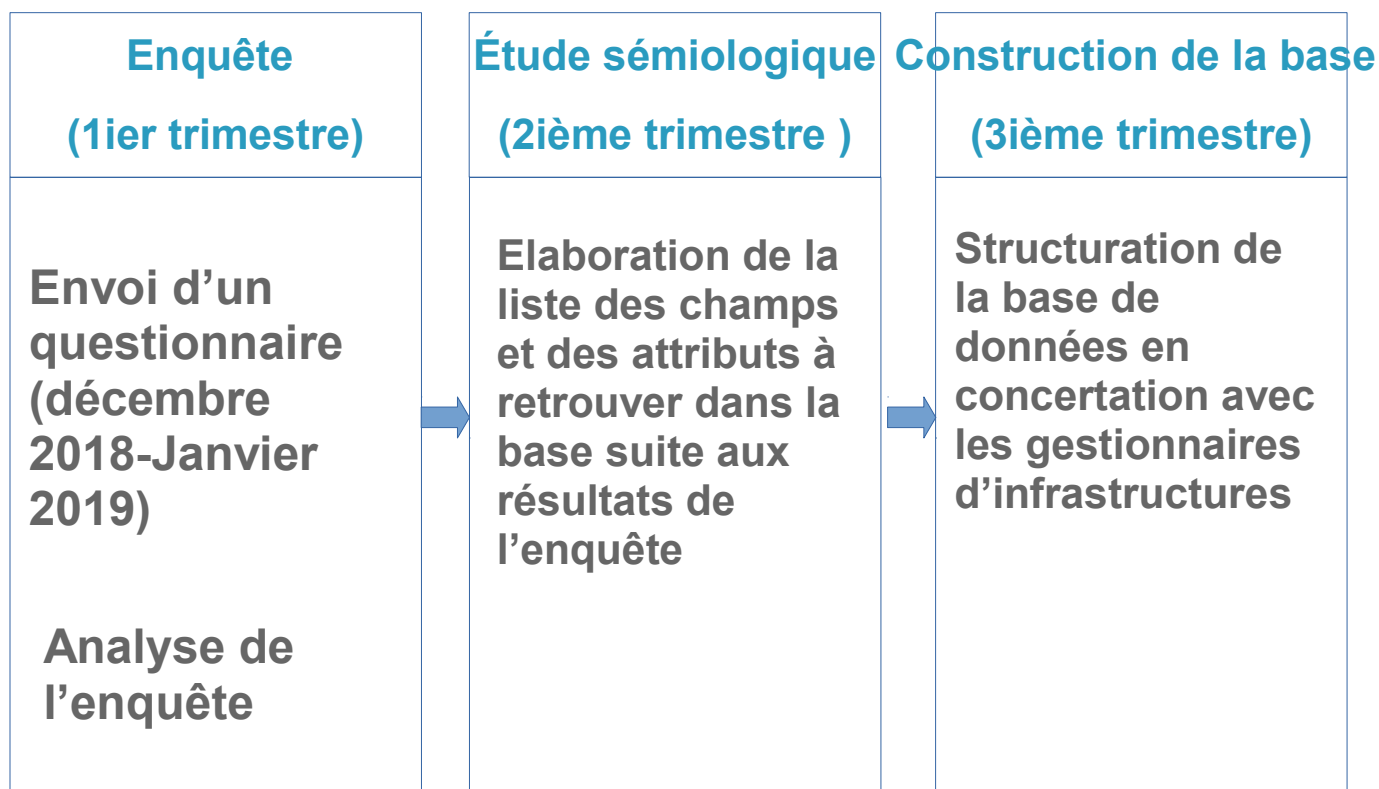 Enquête
(1ier trimestre)
Envoi d’un
questionnaire
(décembre
2018-Janvier
2019)
Analyse de
l’enquête
Étude sémiologique
(2ième trimestre )
Elaboration de la
liste des champs
et des attributs à
retrouver dans la
base suite aux
résultats de
l’enquête
Construction de la base
(3ième trimestre)
Structuration de
la base de
données en
concertation avec
les gestionnaires
d’infrastructures